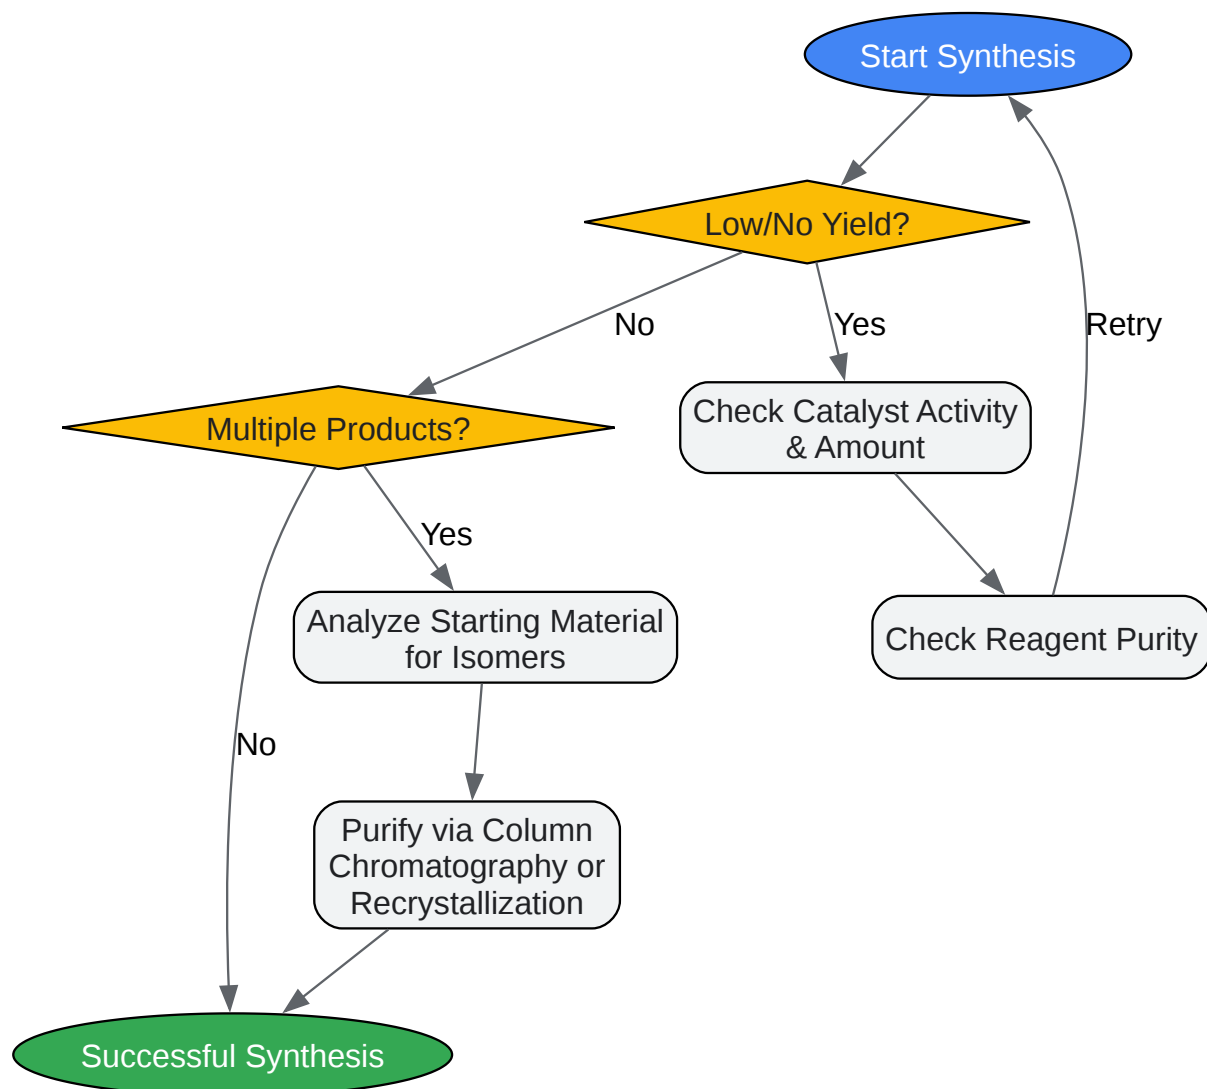 Start Synthesis
Low/No Yield?
No
Yes
Retry
Multiple Products?
Check Catalyst Activity
& Amount
Yes
Analyze Starting Material
for Isomers
Check Reagent Purity
No
Purify via Column
Chromatography or
Recrystallization
Successful Synthesis